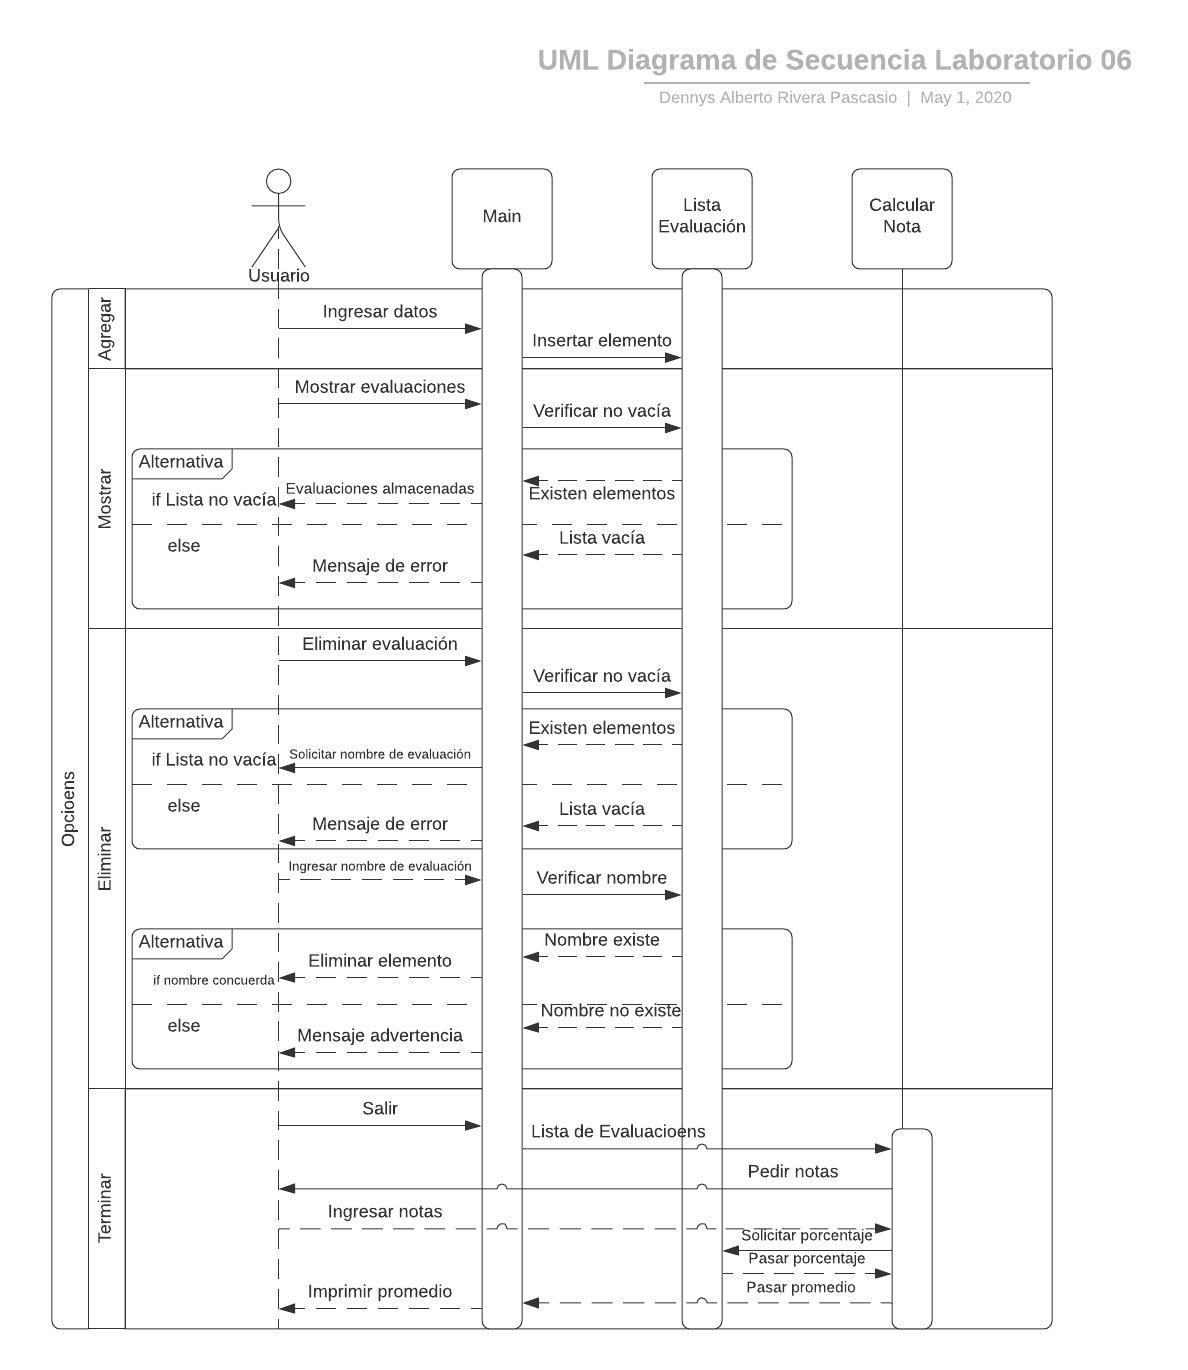 UML Diagrama de Secuencia Laboratorio 06
Dennys Alberto Rivera Pascasio | May 1, 2020
Usuario
Main
Lista
Evaluación
Calcular
Nota
Opcioens
Agregar
Ingresar datos
Insertar elemento
Mostrar
Mostrar evaluaciones
Verificar no vacía
Alternativa
if Lista no vacía
Evaluaciones almacenadas
Existen elementos
else
Lista vacía
Mensaje de error
Eliminar
Eliminar evaluación
Verificar no vacía
Alternativa
Existen elementos
if Lista no vacía
Solicitar nombre de evaluación
else
Lista vacía
Mensaje de error
Ingresar nombre de evaluación
Verificar nombre
Alternativa
Nombre existe
Eliminar elemento
if nombre concuerda
Nombre no existe
else
Mensaje advertencia
Terminar
Salir
Lista de Evaluacioens
Pedir notas
Ingresar notas
Solicitar porcentaje
Pasar porcentaje
Pasar promedio
Imprimir promedio